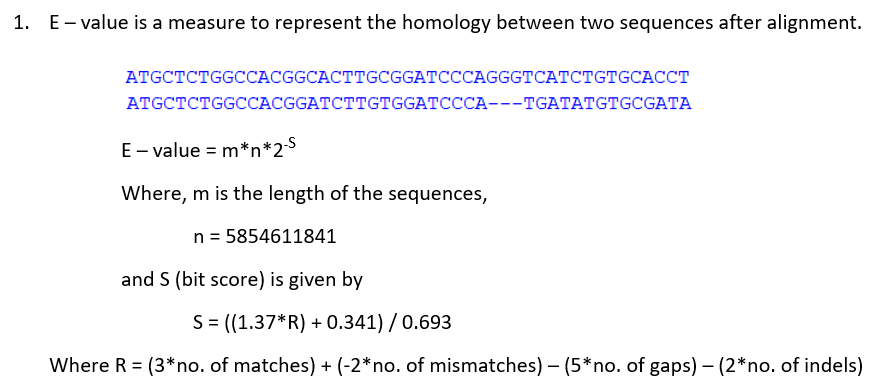 1. E – value is a measure to represent the homology between two sequences after alignment.
ATGCTCTGGCCACGGCACTTGCGGATCCCAGGGTCATCTGTGCACCT
ATGCTCTGGCCACGGATCTTGTGGATCCCA---TGATATGTGCGATA
E – value = m*n*2^-S
Where, m is the length of the sequences,
n = 5854611841
and S (bit score) is given by
S = ((1.37*R) + 0.341) / 0.693
Where R = (3*no. of matches) + (-2*no. of mismatches) – (5*no. of gaps) – (2*no. of indels)